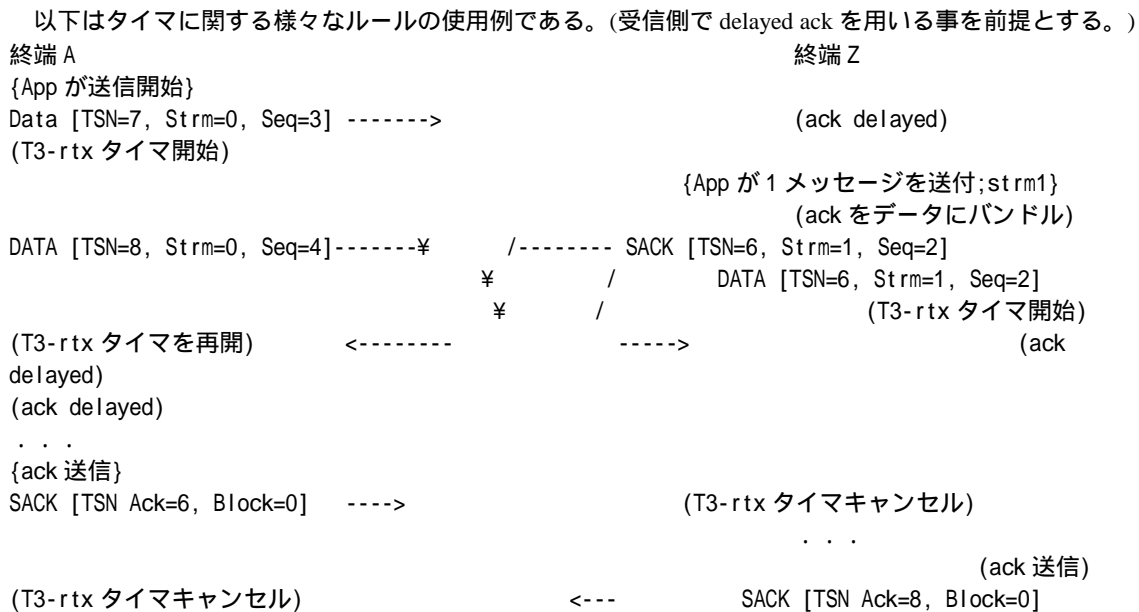 以下はタイマに関する様々なルールの使用例である。(受信側で delayed ack を用いる事を前提とする。)
終端 A 終端 Z
{App が送信開始}
Data [TSN=7, Strm=0, Seq=3] -------> (ack delayed)
(T3-rtx タイマ開始)
{App が 1 メッセージを送付;strm1}
(ack をデータにバンドル)
DATA [TSN=8, Strm=0, Seq=4]-------¥ /-------- SACK [TSN=6, Strm=1, Seq=2]
¥ / DATA [TSN=6, Strm=1, Seq=2]
¥ / (T3-rtx タイマ開始)
(T3-rtx タイマを再開) <-------- -----> (ack
delayed)
(ack delayed)
. . .
{ack 送信}
SACK [TSN Ack=6, Block=0] ----> (T3-rtx タイマキャンセル)
. . .
(ack 送信)
(T3-rtx タイマキャンセル) <--- SACK [TSN Ack=8, Block=0]